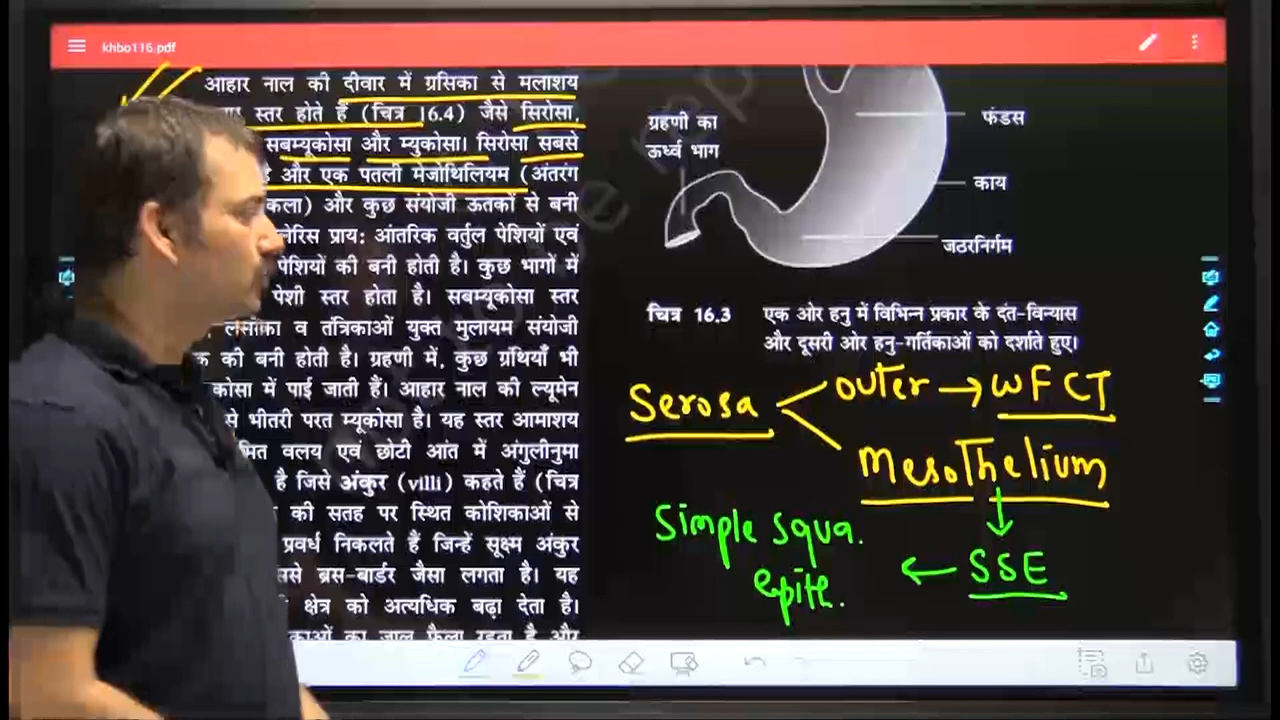 khbo116.pdf
आहार नाल की दीवार में ग्रसिका से मलाशय
स्तर होते हैं (चित्र 16.4) जैसे सिरोसा,
सबम्यूकोसा और म्युकोसा। सिरोसा सबसे
और एक पतली मेजोथिलियम (अंतरंग
कला) और कुछ संयोजी ऊतकों से बनी
लेरिस प्राय: आंतरिक वर्तुल पेशियों एवं
पेशियों की बनी होती है। कुछ भागों में
पेशी स्तर होता है। सबम्यूकोसा स्तर
व तंत्रिकाओं युक्त मुलायम संयोजी
क की बनी होती है। ग्रहणी में, कुछ ग्रंथियाँ भी
कोसा में पाई जाती हैं। आहार नाल की ल्यूमेन
से भीतरी परत म्यूकोसा है। यह स्तर आमाशय
मित वलय एवं छोटी आंत में अंगुलीनुमा
है जिसे अंकुर (villi) कहते हैं (चित्र
की सतह पर स्थित कोशिकाओं से
प्रवर्ध निकलते हैं जिन्हें सूक्ष्म अंकुर
ससे ब्रस-बार्डर जैसा लगता है। यह
क्षेत्र को अत्यधिक बढ़ा देता है।
काओं का जाल फैला रहता है और
ग्रहणी का
ऊर्ध्व भाग
फंडस
काय
जठरनिर्गम
चित्र 16.3 एक ओर हनु में विभिन्न प्रकार के दंत-विन्यास
और दूसरी ओर हनु-गर्तिकाओं को दर्शाते हुए।
Serosa outer → WFCT
Mesothelium
Simple squa.
epith. ← SSE